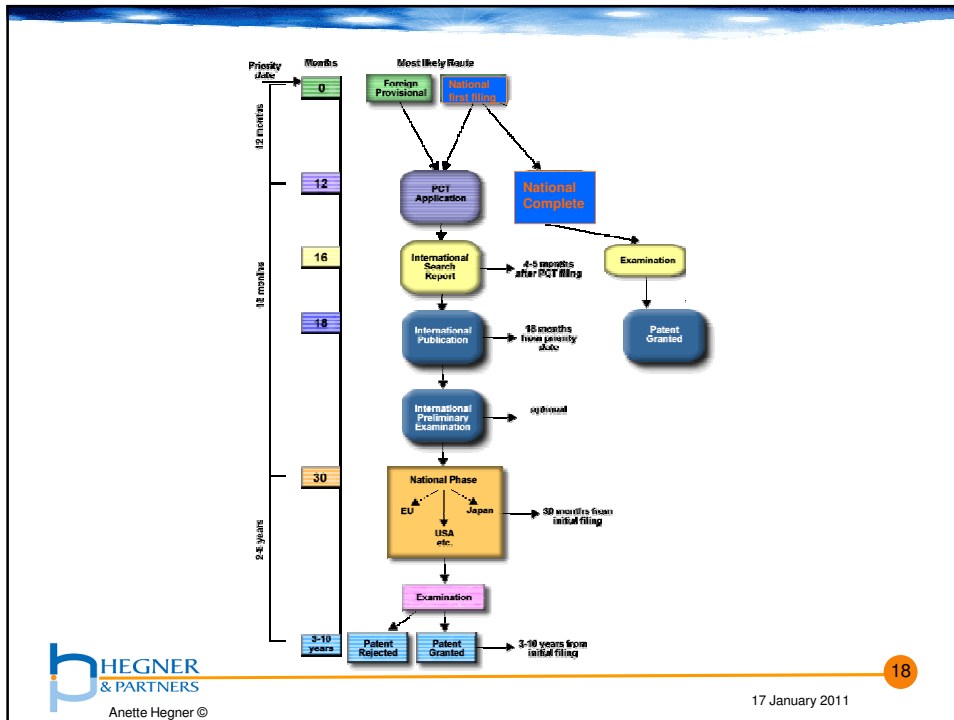 Priority
date
Months
Most likely Route
0
Foreign
Provisional
National
first filing
12 months
12
PCT
Application
National
Complete
16
International
Search
Report
4-5 months
after PCT filing
Examination
18 months
18
International
Publication
18 months
from priority
date
Patent
Granted
International
Preliminary
Examination
optional
30
National Phase
EU
Japan
USA
etc.
30 months from
initial filing
years
Examination
3-10
years
Patent
Rejected
Patent
Granted
3-10 years from
initial filing
HEGNER
& PARTNERS
Anette Hegner ©
17 January 2011
18